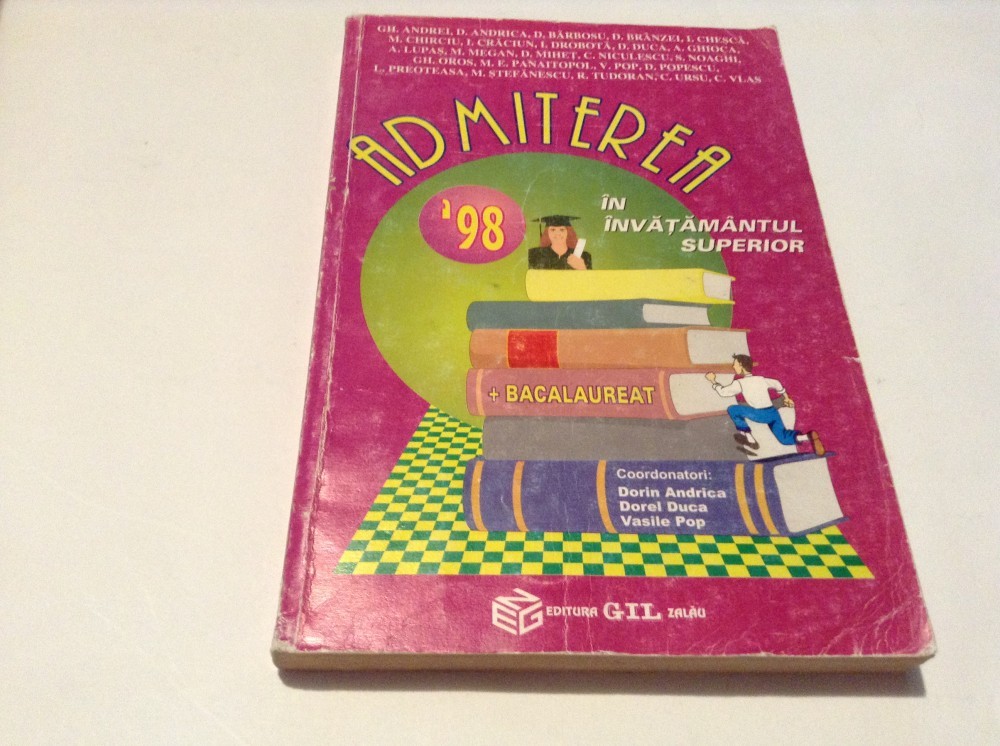 GH. ANDREI, D. ANDRICA, D. BĂRBOSU, D. BRÂNZEI, I. CHEȘCĂ,
M. CHIRCIU, I. CRĂCIUN, I. DROBOTĂ, D. DUCA, A. GHIOCA,
A. LUPAȘ, M. MEGAN, D. MIHEȚ, C. NICULESCU, S. NOAGHI,
GH. OROS, M. E. PANAITOPOL, V. POP, D. POPESCU,
L. PREOTEASA, M. ȘTEFĂNESCU, R. TUDORAN, C. URSU, C. VLAS
ADMITEREA
'98
ÎN
ÎNVĂȚĂMÂNTUL
SUPERIOR
+ BACALAUREAT
Coordonatori:
Dorin Andrica
Dorel Duca
Vasile Pop
EDITURA GIL ZALĂU